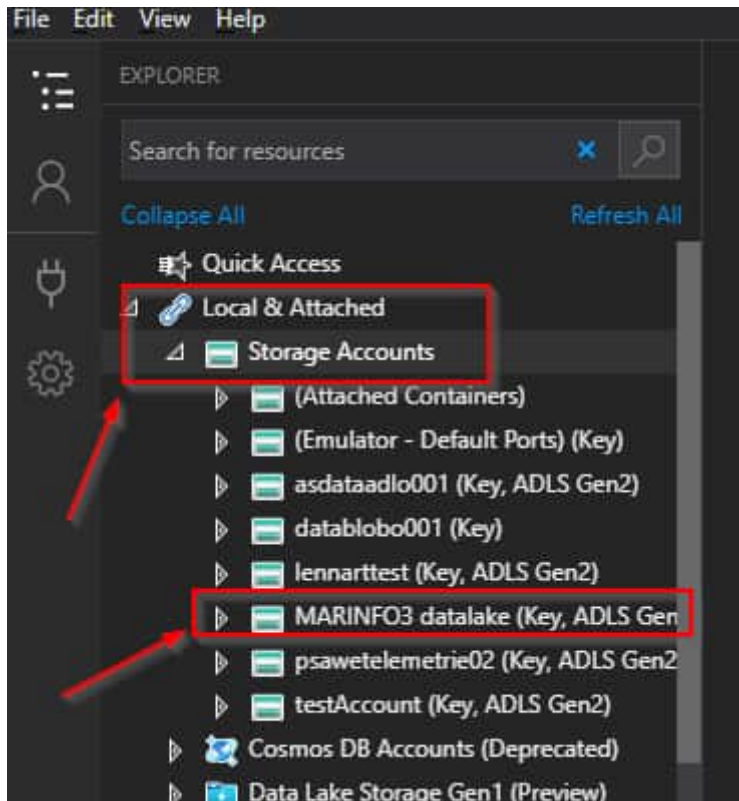 File Edit View Help
EXPLORER
Search for resources
Collapse All Refresh All
Quick Access
Local & Attached
Storage Accounts
(Attached Containers)
(Emulator - Default Ports) (Key)
asdataadlo001 (Key, ADLS Gen2)
datablobo001 (Key)
lennarttest (Key, ADLS Gen2)
MARINFO3 datalake (Key, ADLS Gen
psawetelemetrie02 (Key, ADLS Gen2
testAccount (Key, ADLS Gen2)
Cosmos DB Accounts (Deprecated)
Data Lake Storage Gen1 (Preview)